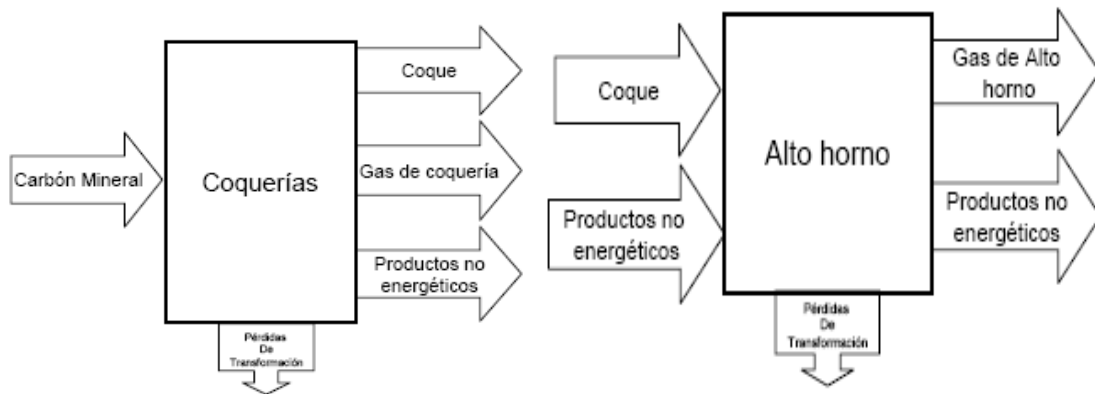 Carbón Mineral
Coquerías
Coque
Gas de coquería
Productos no
energéticos
Pérdidas
De
Transformación
Coque
Productos no
energéticos
Alto horno
Gas de Alto
horno
Productos no
energéticos
Pérdidas
De
Transformación